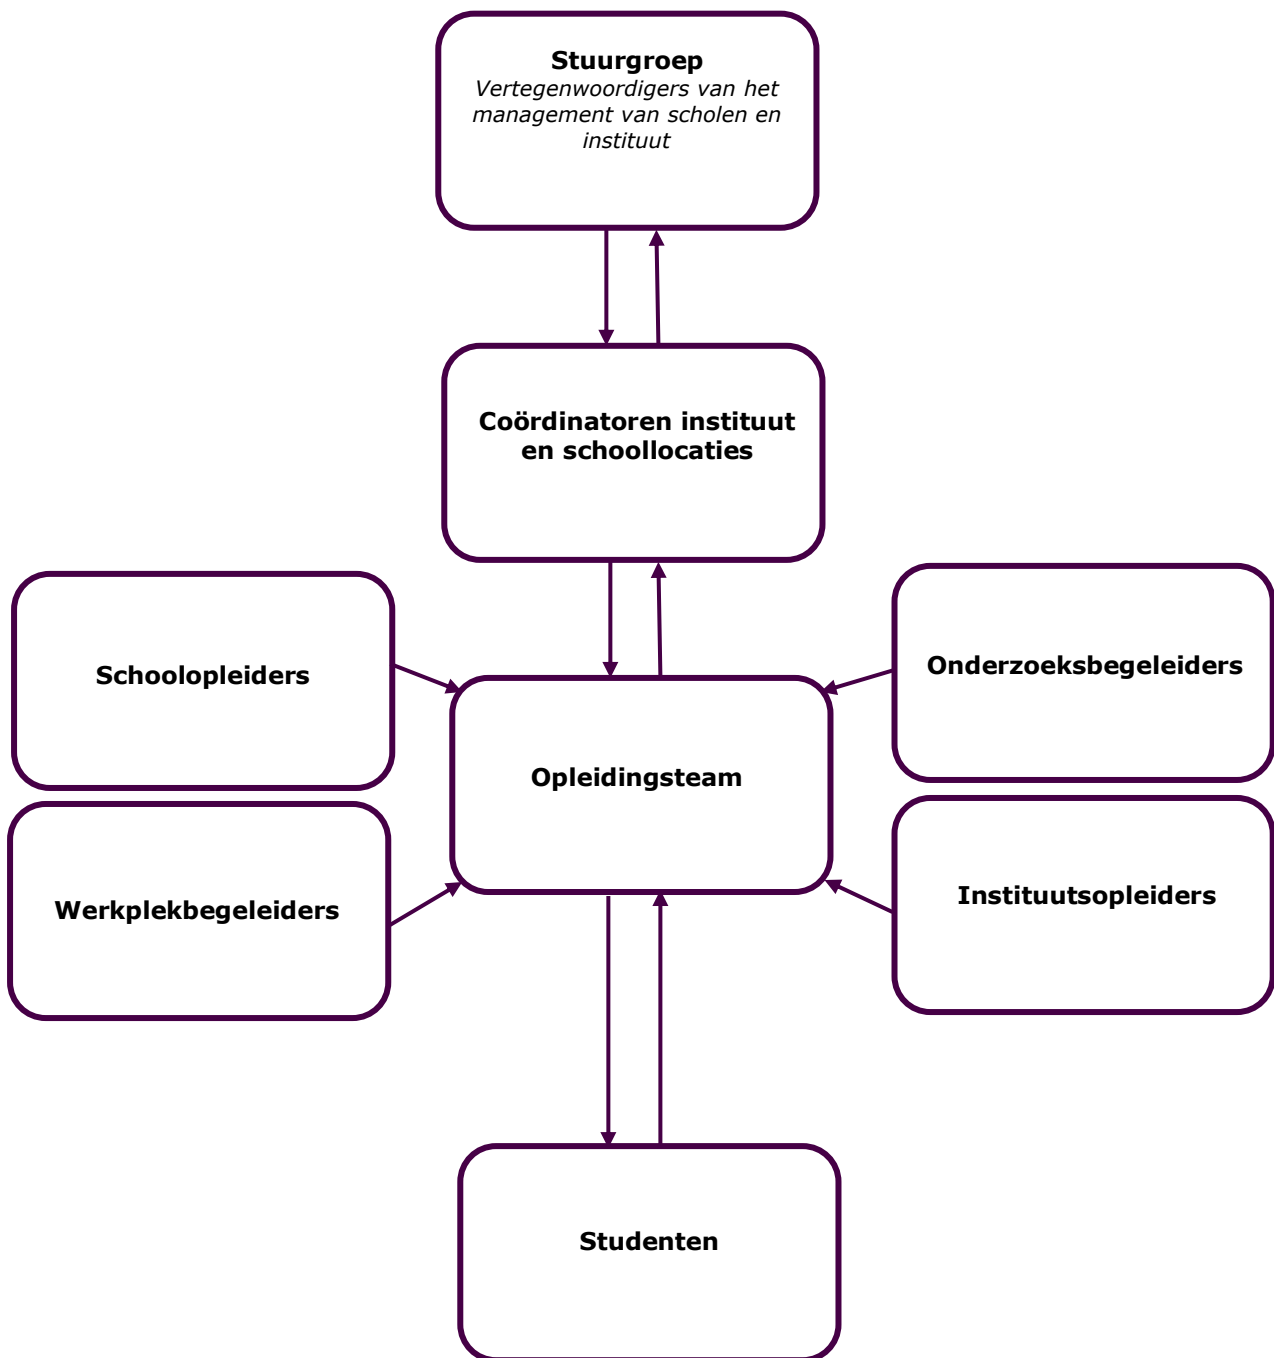 Stuurgroep
Vertegenwoordigers van het
management van scholen en
instituut
Coördinatoren instituut
en schoollocaties
Schoolopleiders
Onderzoeksbegeleiders
Opleidingsteam
Werkplekbegeleiders
Instituutsopleiders
Studenten